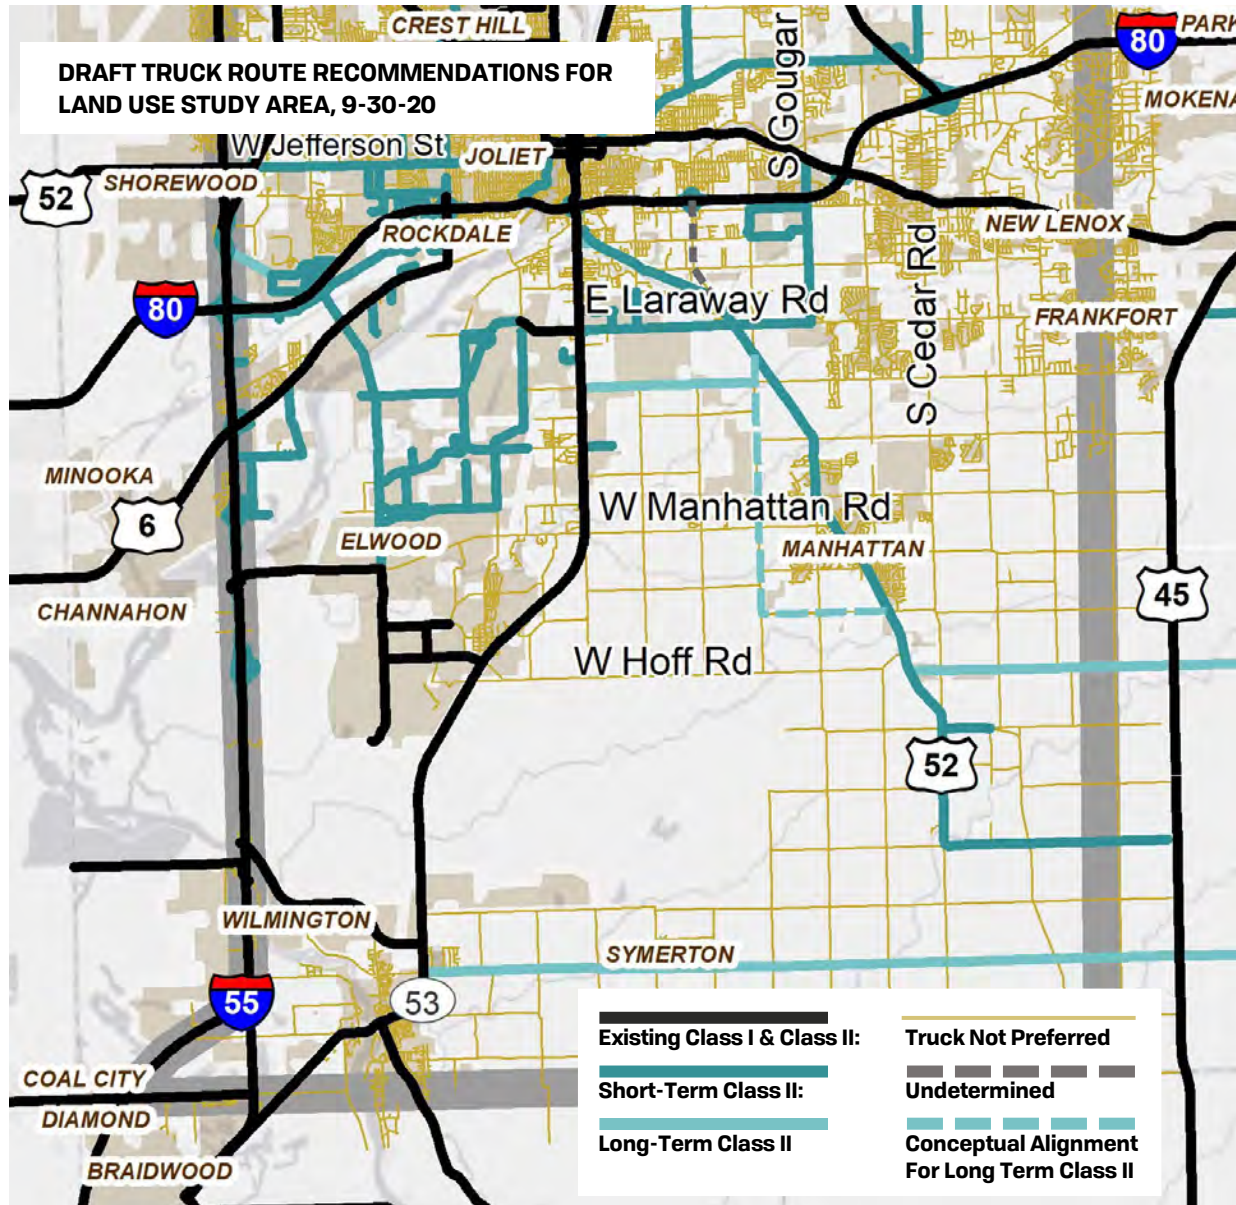 CREST HILL
PARK
80
DRAFT TRUCK ROUTE RECOMMENDATIONS FOR
LAND USE STUDY AREA, 9-30-20
MOKENA
S Gougar
W Jefferson St
JOLIET
SHOREWOOD
52
ROCKDALE
NEW LENOX
S Cedar Rd
80
E Laraway Rd
FRANKFORT
MINOOKA
6
W Manhattan Rd
ELWOOD
MANHATTAN
45
CHANNAHON
W Hoff Rd
52
WILMINGTON
SYMERTON
55
53
COAL CITY
DIAMOND
BRAIDWOOD
Existing Class I & Class II:
Truck Not Preferred
Short-Term Class II:
Undetermined
Long-Term Class II
Conceptual Alignment
For Long Term Class II